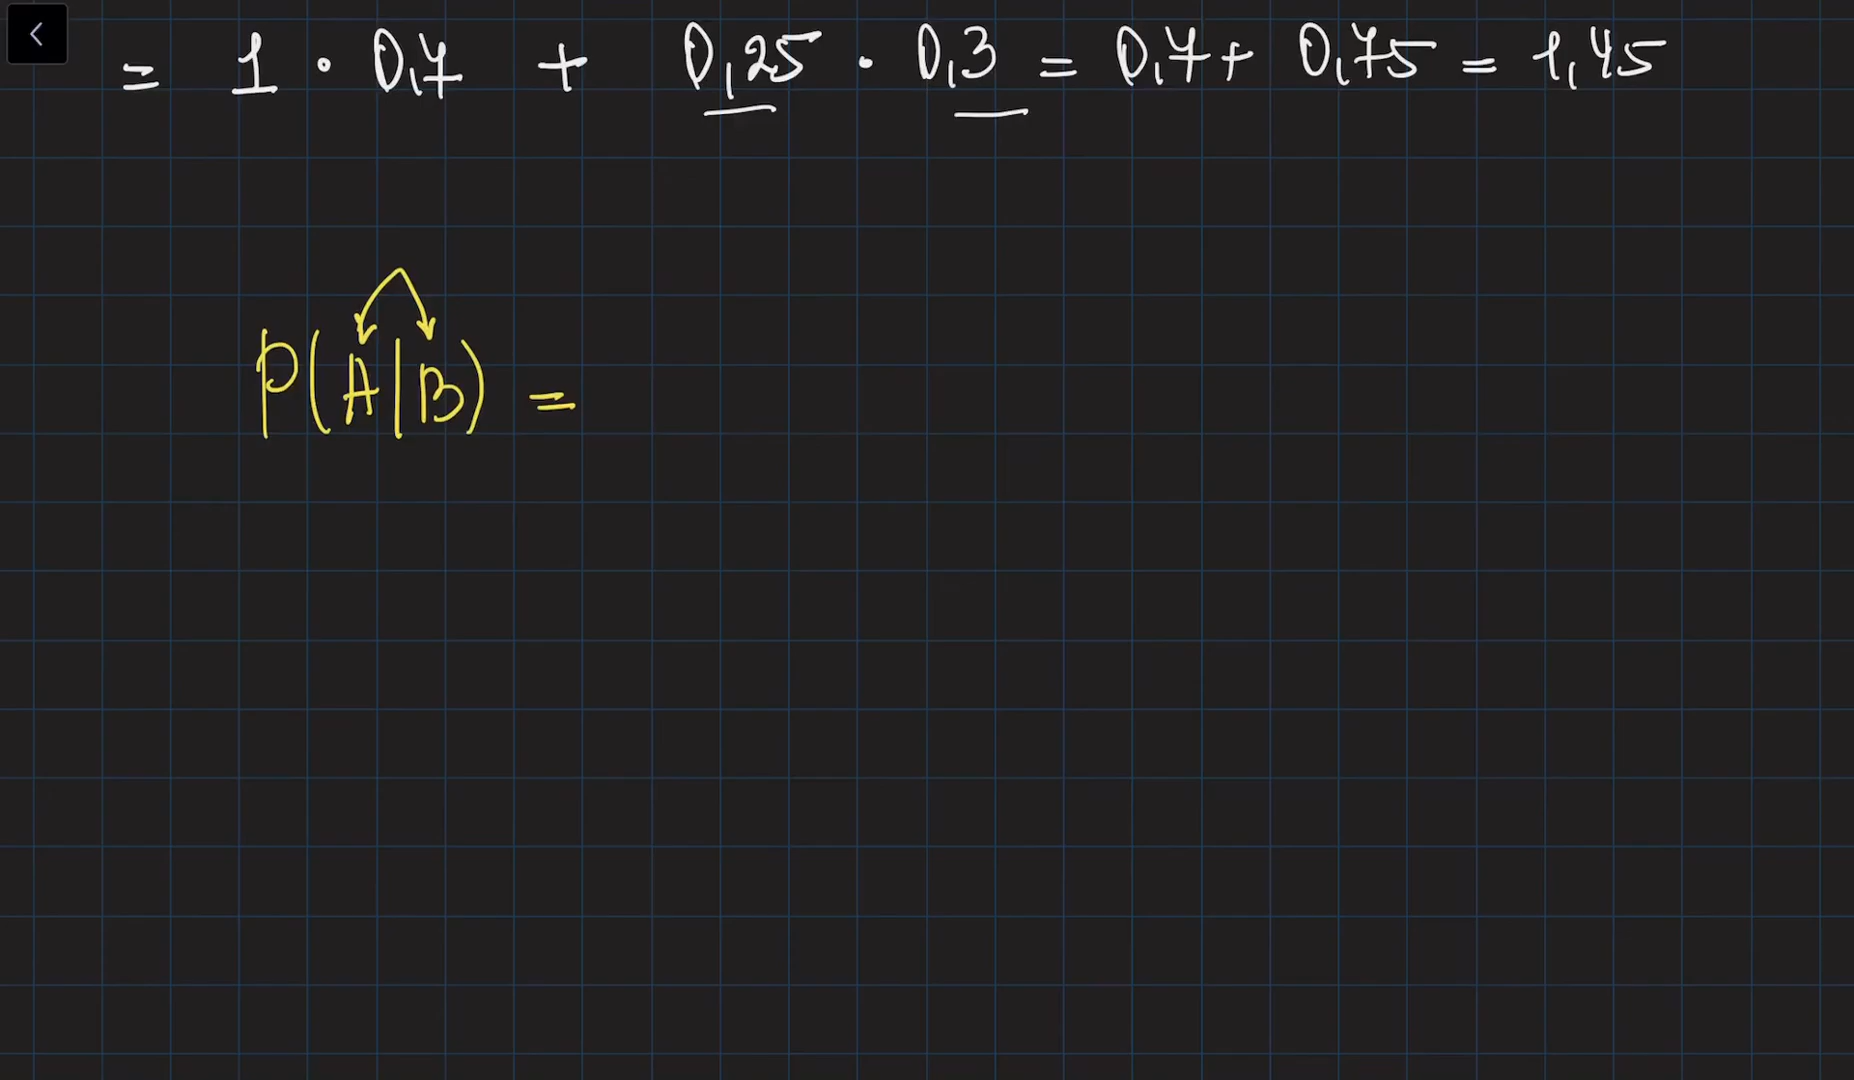 = 1 · 0,7 + 0,25 · 0,3 = 0,7 + 0,75 = 1,45
P(A|B) =